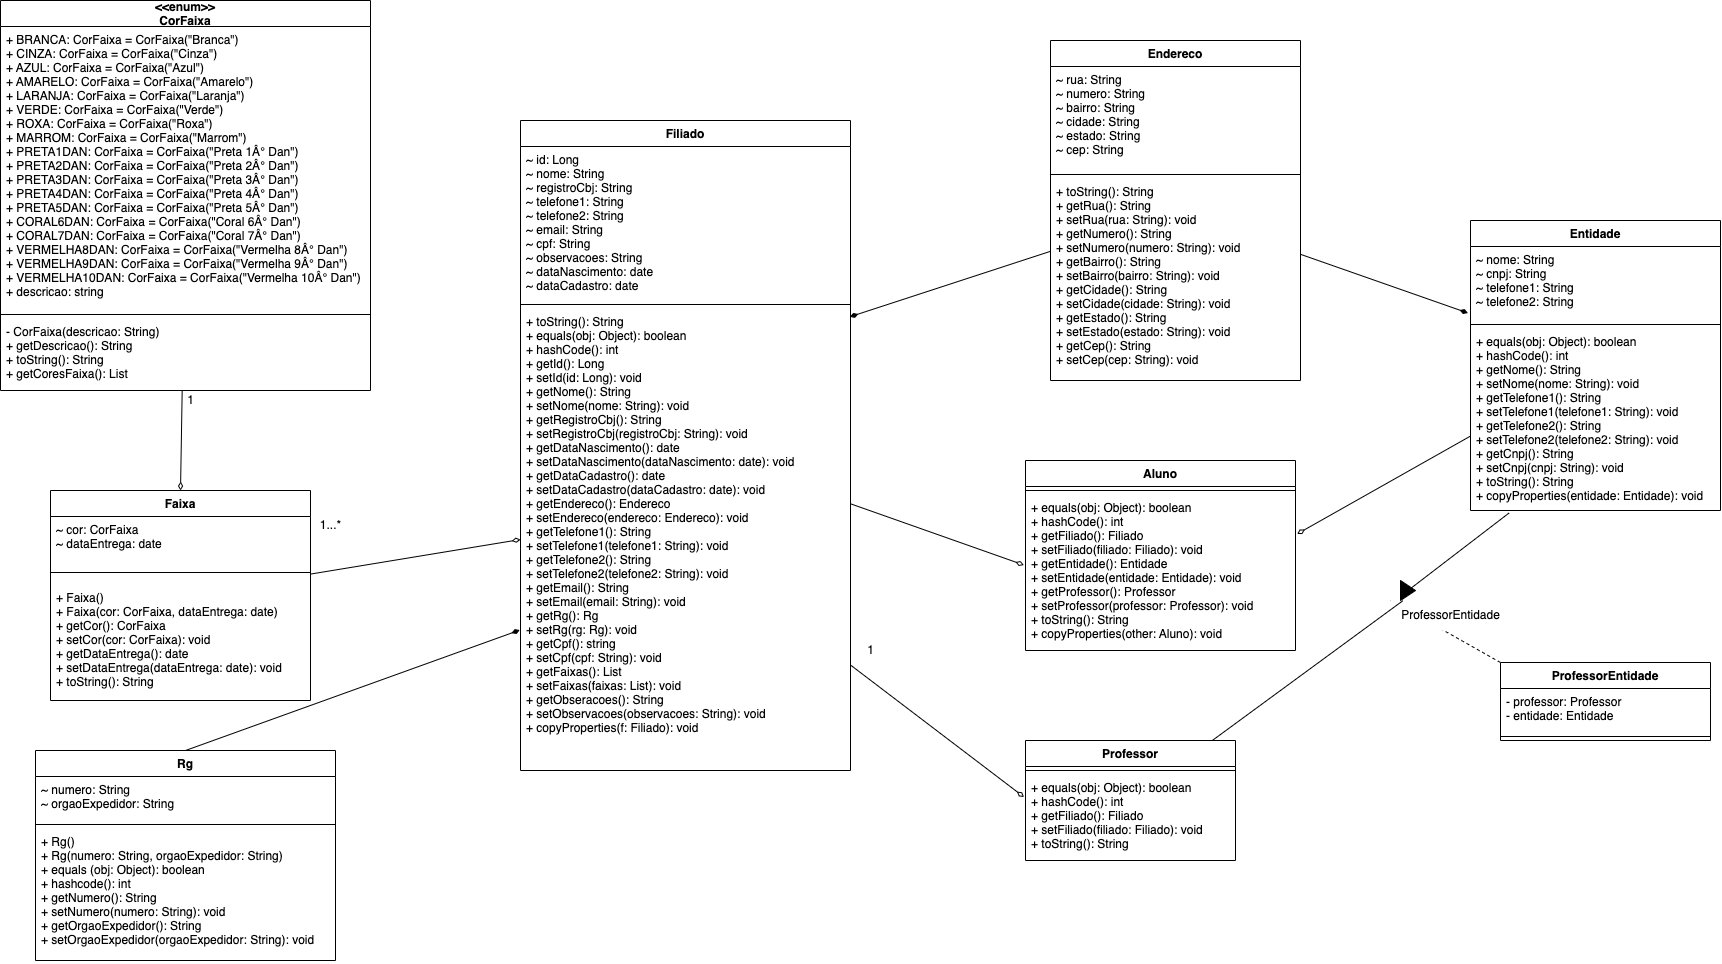 <<enum>>
CorFaixa
+ BRANCA: CorFaixa = CorFaixa("Branca")
+ CINZA: CorFaixa = CorFaixa("Cinza")
+ AZUL: CorFaixa = CorFaixa("Azul")
+ AMARELO: CorFaixa = CorFaixa("Amarelo")
+ LARANJA: CorFaixa = CorFaixa("Laranja")
+ VERDE: CorFaixa = CorFaixa("Verde")
+ ROXA: CorFaixa = CorFaixa("Roxa")
+ MARROM: CorFaixa = CorFaixa("Marrom")
+ PRETA1DAN: CorFaixa = CorFaixa("Preta 1Â° Dan")
+ PRETA2DAN: CorFaixa = CorFaixa("Preta 2Â° Dan")
+ PRETA3DAN: CorFaixa = CorFaixa("Preta 3Â° Dan")
+ PRETA4DAN: CorFaixa = CorFaixa("Preta 4Â° Dan")
+ PRETA5DAN: CorFaixa = CorFaixa("Preta 5Â° Dan")
+ CORAL6DAN: CorFaixa = CorFaixa("Coral 6Â° Dan")
+ CORAL7DAN: CorFaixa = CorFaixa("Coral 7Â° Dan")
+ VERMELHA8DAN: CorFaixa = CorFaixa("Vermelha 8Â° Dan")
+ VERMELHA9DAN: CorFaixa = CorFaixa("Vermelha 9Â° Dan")
+ VERMELHA10DAN: CorFaixa = CorFaixa("Vermelha 10Â° Dan")
+ descricao: string
- CorFaixa(descricao: String)
+ getDescricao(): String
+ toString(): String
+ getCoresFaixa(): List
1
Faixa
~ cor: CorFaixa
~ dataEntrega: date
+ Faixa()
+ Faixa(cor: CorFaixa, dataEntrega: date)
+ getCor(): CorFaixa
+ setCor(cor: CorFaixa): void
+ getDataEntrega(): date
+ setDataEntrega(dataEntrega: date): void
+ toString(): String
1...*
Rg
~ numero: String
~ orgaoExpedidor: String
+ Rg()
+ Rg(numero: String, orgaoExpedidor: String)
+ equals (obj: Object): boolean
+ hashcode(): int
+ getNumero(): String
+ setNumero(numero: String): void
+ getOrgaoExpedidor(): String
+ setOrgaoExpedidor(orgaoExpedidor: String): void
Filiado
~ id: Long
~ nome: String
~ registroCbj: String
~ telefone1: String
~ telefone2: String
~ email: String
~ cpf: String
~ observacoes: String
~ dataNascimento: date
~ dataCadastro: date
+ toString(): String
+ equals(obj: Object): boolean
+ hashCode(): int
+ getId(): Long
+ setId(id: Long): void
+ getNome(): String
+ setNome(nome: String): void
+ getRegistroCbj(): String
+ setRegistroCbj(registroCbj: String): void
+ getDataNascimento(): date
+ setDataNascimento(dataNascimento: date): void
+ getDataCadastro(): date
+ setDataCadastro(dataCadastro: date): void
+ getEndereco(): Endereco
+ setEndereco(endereco: Endereco): void
+ getTelefone1(): String
+ setTelefone1(telefone1: String): void
+ getTelefone2(): String
+ setTelefone2(telefone2: String): void
+ getEmail(): String
+ setEmail(email: String): void
+ getRg(): Rg
+ setRg(rg: Rg): void
+ getCpf(): string
+ setCpf(cpf: String): void
+ getFaixas(): List
+ setFaixas(faixas: List): void
+ getObseracoes(): String
+ setObservacoes(observacoes: String): void
+ copyProperties(f: Filiado): void
1
Endereco
~ rua: String
~ numero: String
~ bairro: String
~ cidade: String
~ estado: String
~ cep: String
+ toString(): String
+ getRua(): String
+ setRua(rua: String): void
+ getNumero(): String
+ setNumero(numero: String): void
+ getBairro(): String
+ setBairro(bairro: String): void
+ getCidade(): String
+ setCidade(cidade: String): void
+ getEstado(): String
+ setEstado(estado: String): void
+ getCep(): String
+ setCep(cep: String): void
Aluno
+ equals(obj: Object): boolean
+ hashCode(): int
+ getFiliado(): Filiado
+ setFiliado(filiado: Filiado): void
+ getEntidade(): Entidade
+ setEntidade(entidade: Entidade): void
+ getProfessor(): Professor
+ setProfessor(professor: Professor): void
+ toString(): String
+ copyProperties(other: Aluno): void
Professor
+ equals(obj: Object): boolean
+ hashCode(): int
+ getFiliado(): Filiado
+ setFiliado(filiado: Filiado): void
+ toString(): String
Entidade
~ nome: String
~ cnpj: String
~ telefone1: String
~ telefone2: String
+ equals(obj: Object): boolean
+ hashCode(): int
+ getNome(): String
+ setNome(nome: String): void
+ getTelefone1(): String
+ setTelefone1(telefone1: String): void
+ getTelefone2(): String
+ setTelefone2(telefone2: String): void
+ getCnpj(): String
+ setCnpj(cnpj: String): void
+ toString(): String
+ copyProperties(entidade: Entidade): void
ProfessorEntidade
ProfessorEntidade
- professor: Professor
- entidade: Entidade